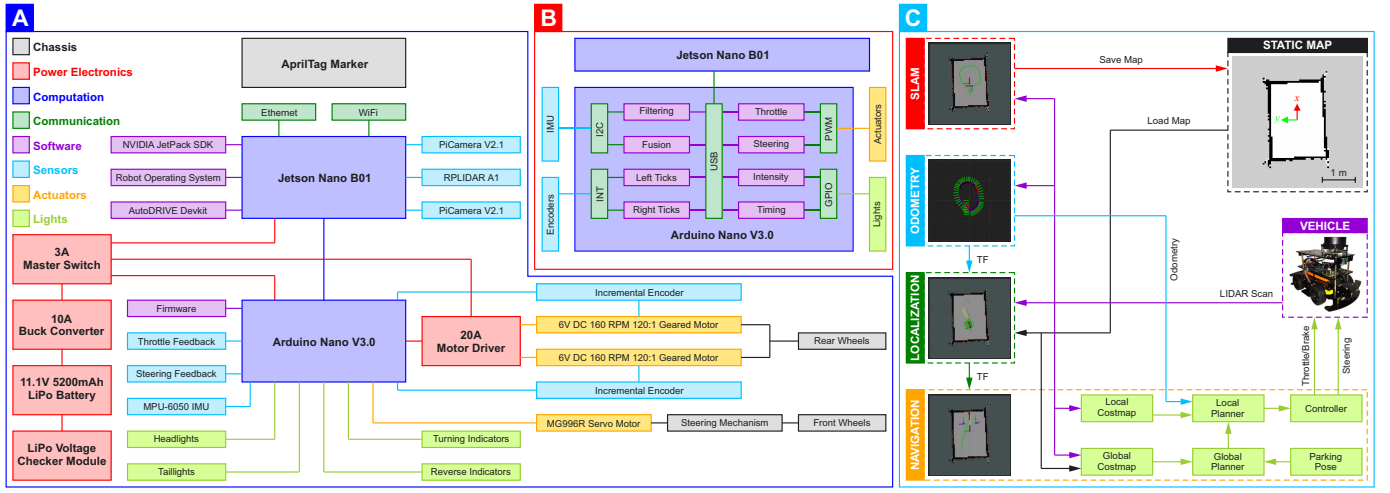 A
Chassis
Power Electronics
Computation
Communication
Software
Sensors
Actuators
Lights
AprilTag Marker
Ethernet
WiFi
NVIDIA JetPack SDK
Robot Operating System
AutoDRIVE Devkit
Jetson Nano B01
PiCamera V2.1
RPLIDAR A1
PiCamera V2.1
3A
Master Switch
10A
Buck Converter
11.1V 5200mAh
LiPo Battery
LiPo Voltage
Checker Module
Firmware
Throttle Feedback
Steering Feedback
MPU-6050 IMU
Headlights
Taillights
Arduino Nano V3.0
20A
Motor Driver
Incremental Encoder
6V DC 160 RPM 120:1 Geared Motor
6V DC 160 RPM 120:1 Geared Motor
Incremental Encoder
Rear Wheels
MG996R Servo Motor
Steering Mechanism
Front Wheels
Turning Indicators
Reverse Indicators
B
Jetson Nano B01
IMU
Encoders
I2C
INT
Filtering
Fusion
Left Ticks
Right Ticks
USB
Throttle
Steering
Intensity
Timing
PWM
GPIO
Actuators
Lights
Arduino Nano V3.0
C
SLAM
Save Map
STATIC MAP
x
y
1 m
Load Map
ODOMETRY
Odometry
TF
VEHICLE
LIDAR Scan
LOCALIZATION
TF
Throttle/Brake
Steering
NAVIGATION
Local
Costmap
Local
Planner
Controller
Global
Costmap
Global
Planner
Parking
Pose